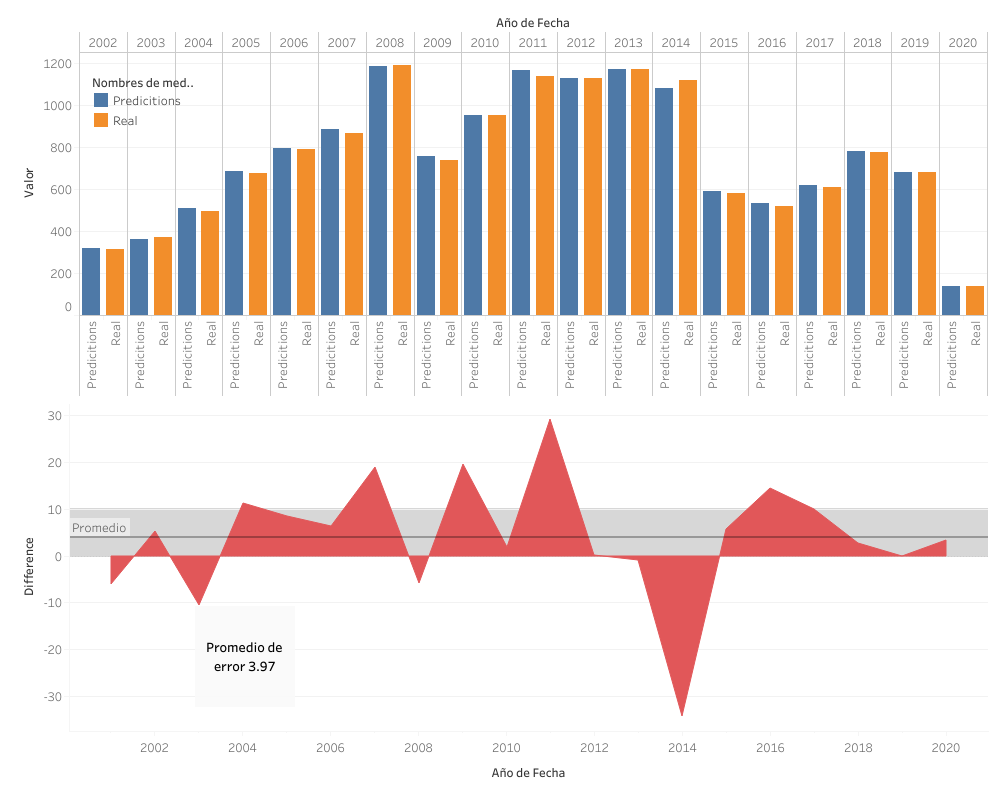 Año de Fecha
2002 2003 2004 2005 2006 2007 2008 2009 2010 2011 2012 2013 2014 2015 2016 2017 2018 2019 2020
1200
Nombres de med..
Predicitions
1000
Real
800
Valor
600
400
200
0
Predicitions Real Predicitions Real Predicitions Real Predicitions Real Predicitions Real Predicitions Real Predicitions Real Predicitions Real Predicitions Real Predicitions Real Predicitions Real Predicitions Real Predicitions Real Predicitions Real Predicitions Real Predicitions Real Predicitions Real Predicitions Real Predicitions Real
30
20
10
Promedio
0
Difference
-10
Promedio de
error 3.97
-20
-30
2002 2004 2006 2008 2010 2012 2014 2016 2018 2020
Año de Fecha